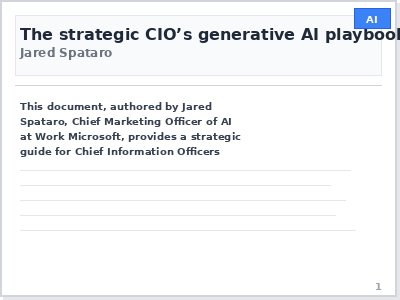 The strategic CIO’s generative AI playbook
AI
Jared Spataro
This document, authored by Jared
Spataro, Chief Marketing Officer of AI
at Work Microsoft, provides a strategic
guide for Chief Information Officers
1